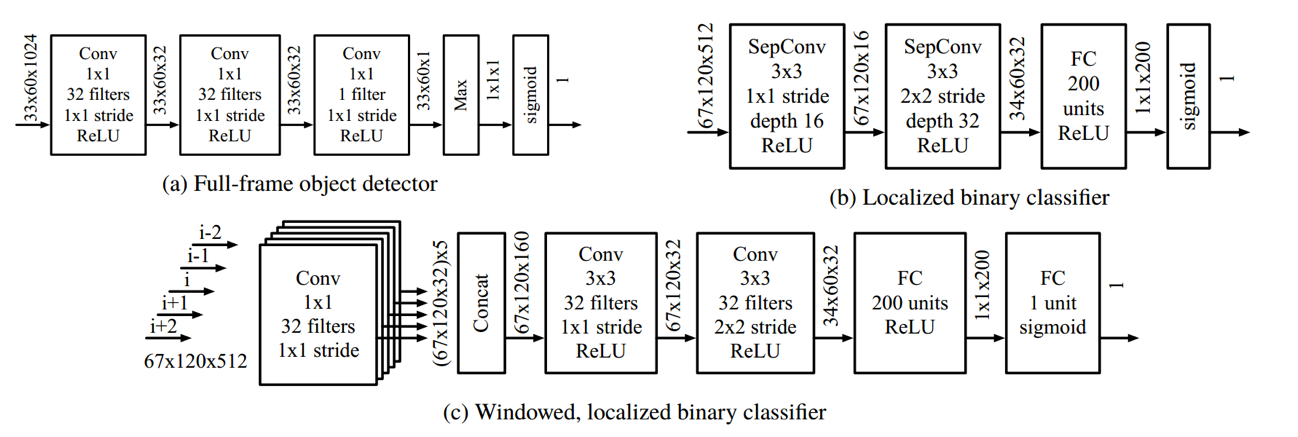 33x60x1024
Conv
1x1
32 filters
1x1 stride
ReLU
33x60x32
Conv
1x1
32 filters
1x1 stride
ReLU
33x60x32
Conv
1x1
1 filter
1x1 stride
ReLU
33x60x1
Max
1x1x1
sigmoid
1
(a) Full-frame object detector
67x120x512
SepConv
3x3
1x1 stride
depth 16
ReLU
67x120x16
SepConv
3x3
2x2 stride
depth 32
ReLU
34x60x32
FC
200
units
ReLU
1x1x200
sigmoid
1
(b) Localized binary classifier
i-2
i-1
i
i+1
i+2
67x120x512
Conv
1x1
32 filters
1x1 stride
(67x120x32)x5
Concat
67x120x160
Conv
3x3
32 filters
1x1 stride
ReLU
67x120x32
Conv
3x3
32 filters
2x2 stride
ReLU
34x60x32
FC
200 units
ReLU
1x1x200
FC
1 unit
sigmoid
1
(c) Windowed, localized binary classifier